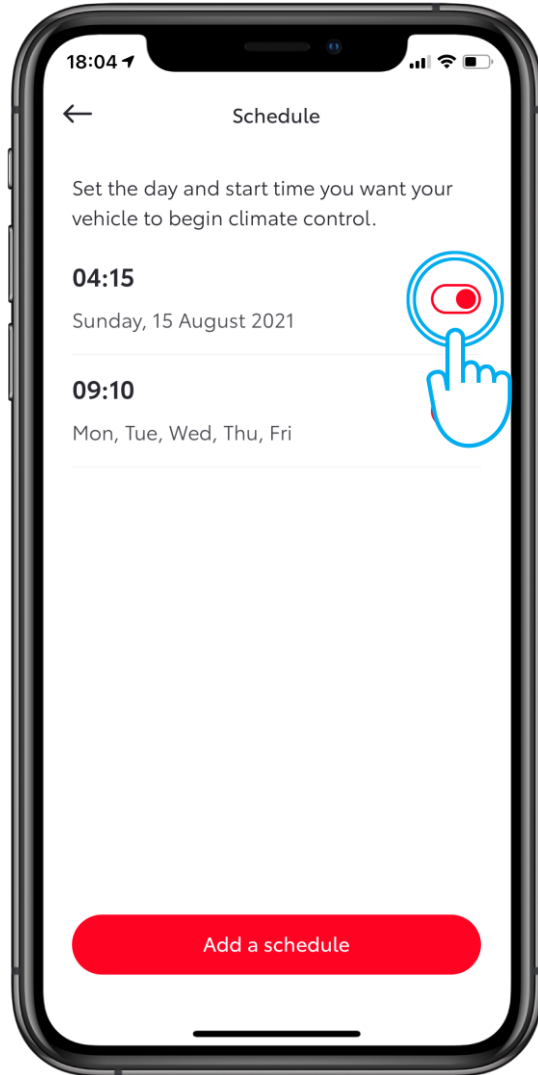 18:04
Schedule
Set the day and start time you want your
vehicle to begin climate control.
04:15
Sunday, 15 August 2021
09:10
Mon, Tue, Wed, Thu, Fri
Add a schedule